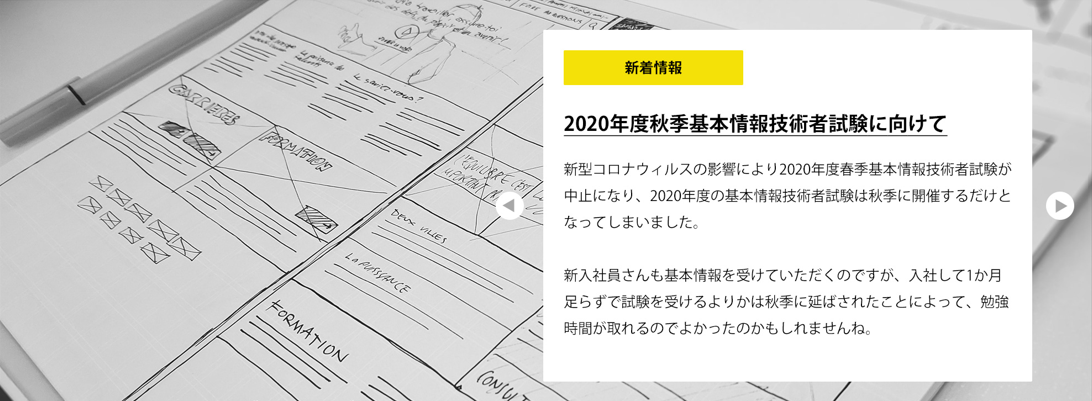 CARRIERES
FORMATION
Le saviez-vous?
DEUX VILLES
LA PUISSANCE
FORMATION
新着情報
2020年度秋季基本情報技術者試験に向けて
新型コロナウィルスの影響により2020年度春季基本情報技術者試験が
中止になり、2020年度の基本情報技術者試験は秋季に開催するだけと
なってしまいました。
新入社員さんも基本情報を受けていただくのですが、入社して1か月
足らずで試験を受けるよりかは秋季に延ばされたことによって、勉強
時間が取れるのでよかったのかもしれませんね。